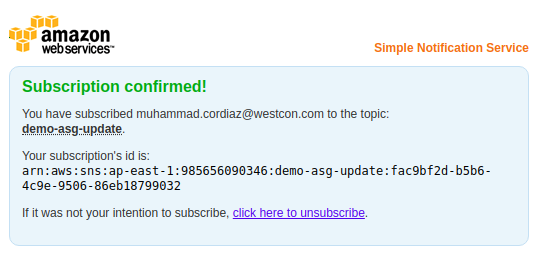 amazon
webservices™
Simple Notification Service
Subscription confirmed!
You have subscribed muhammad.cordiaz@westcon.com to the topic:
demo-asg-update.
Your subscription's id is:
arn:aws:sns:ap-east-1:985656090346:demo-asg-update:fac9bf2d-b5b6-
4c9e-9506-86eb18799032
If it was not your intention to subscribe, click here to unsubscribe.